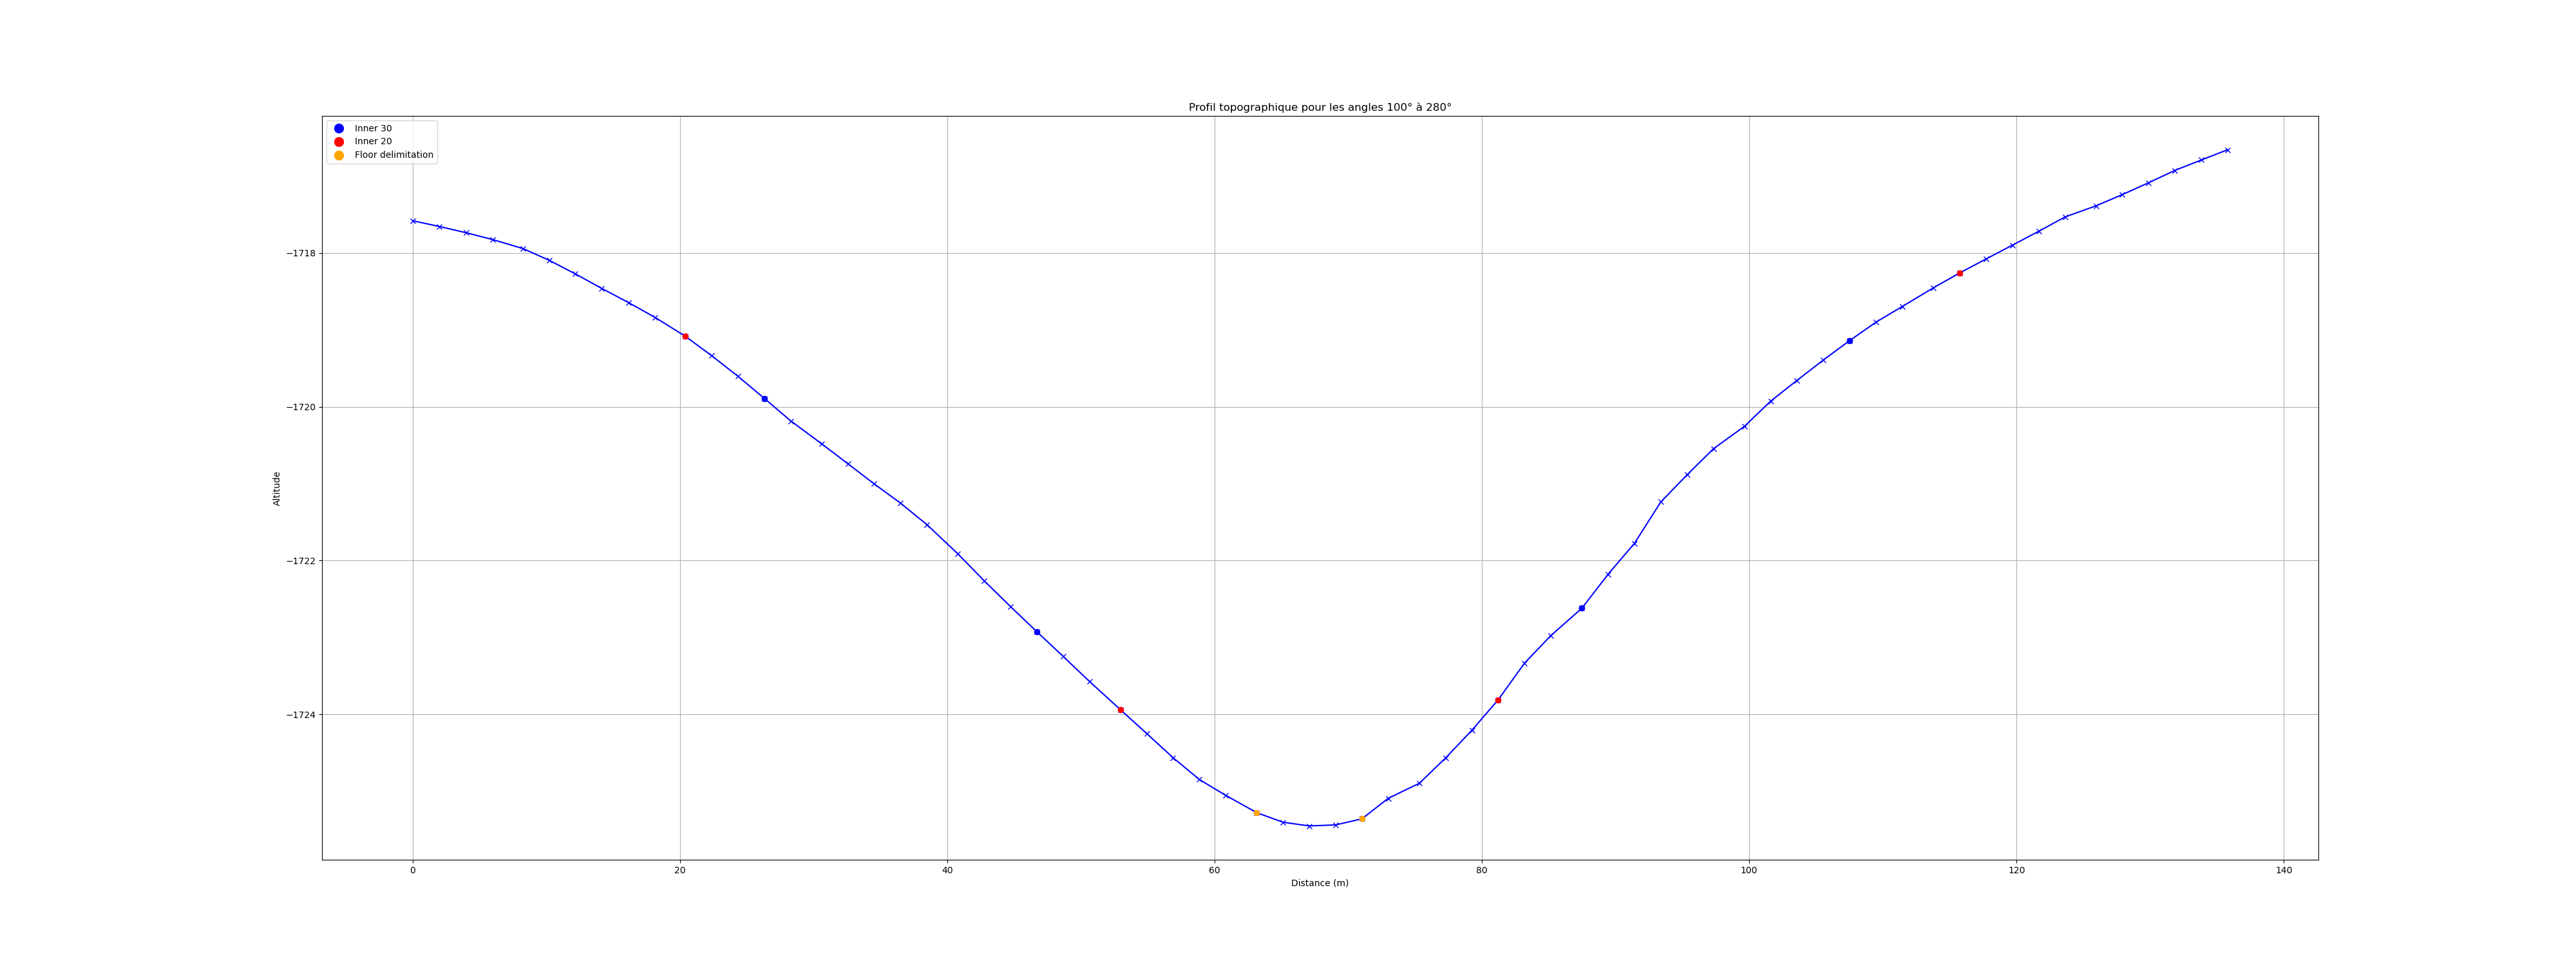 Profil topographique pour les angles 100° à 280°
Inner 30
Inner 20
Floor delimitation
−1718
−1720
−1722
−1724
Altitude
0 20 40 60 80 100 120 140
Distance (m)